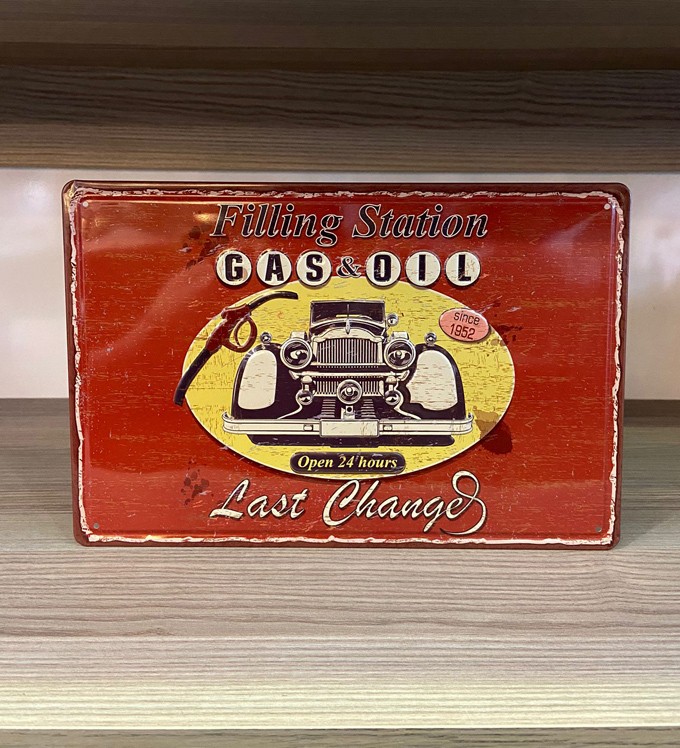 Filling Station
GAS & OIL
since
1952
Open 24 hours
Last Change